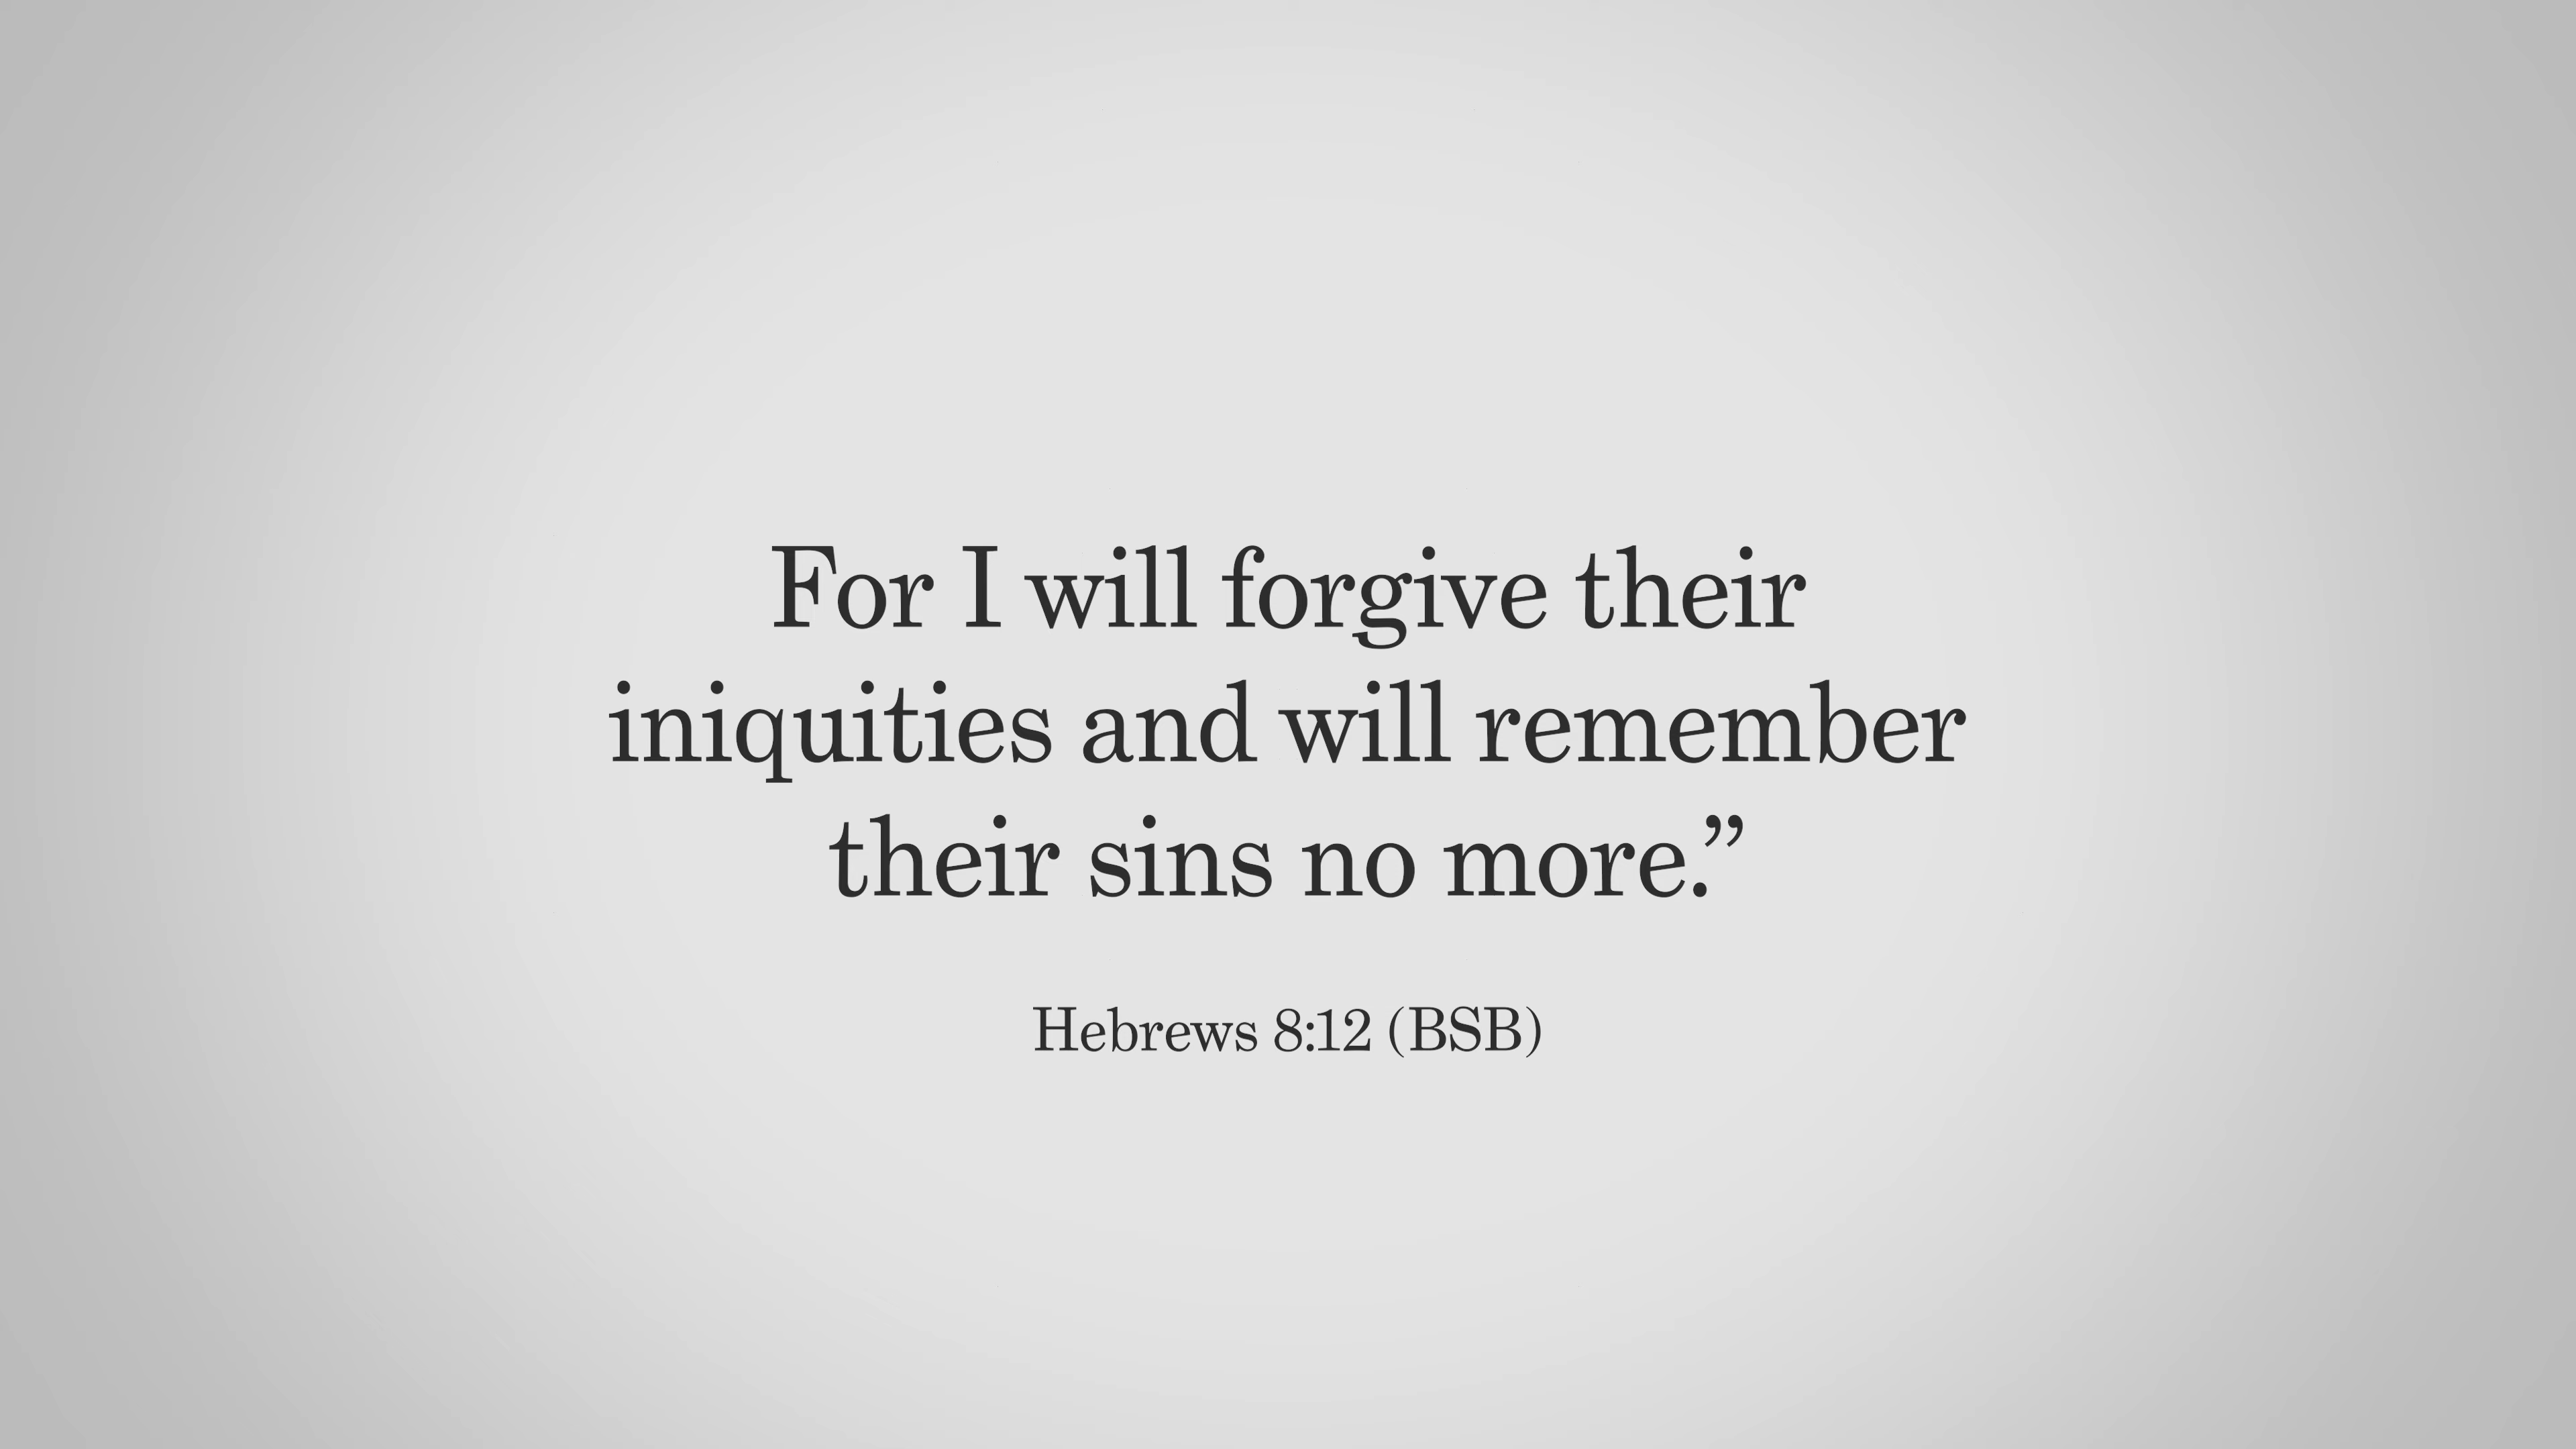 For I will forgive their
iniquities and will remember
their sins no more.”
Hebrews 8:12 (BSB)